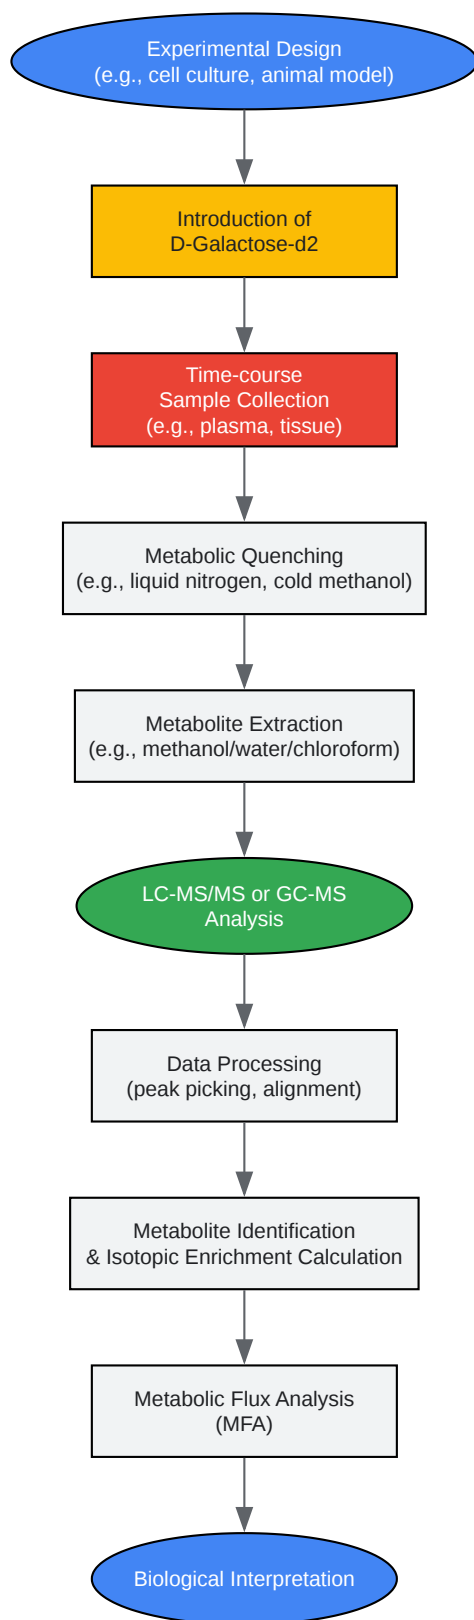 Experimental Design
(e.g., cell culture, animal model)
Introduction of
D-Galactose-d2
Time-course
Sample Collection
(e.g., plasma, tissue)
Metabolic Quenching
(e.g., liquid nitrogen, cold methanol)
Metabolite Extraction
(e.g., methanol/water/chloroform)
LC-MS/MS or GC-MS
Analysis
Data Processing
(peak picking, alignment)
Metabolite Identification
& Isotopic Enrichment Calculation
Metabolic Flux Analysis
(MFA)
Biological Interpretation